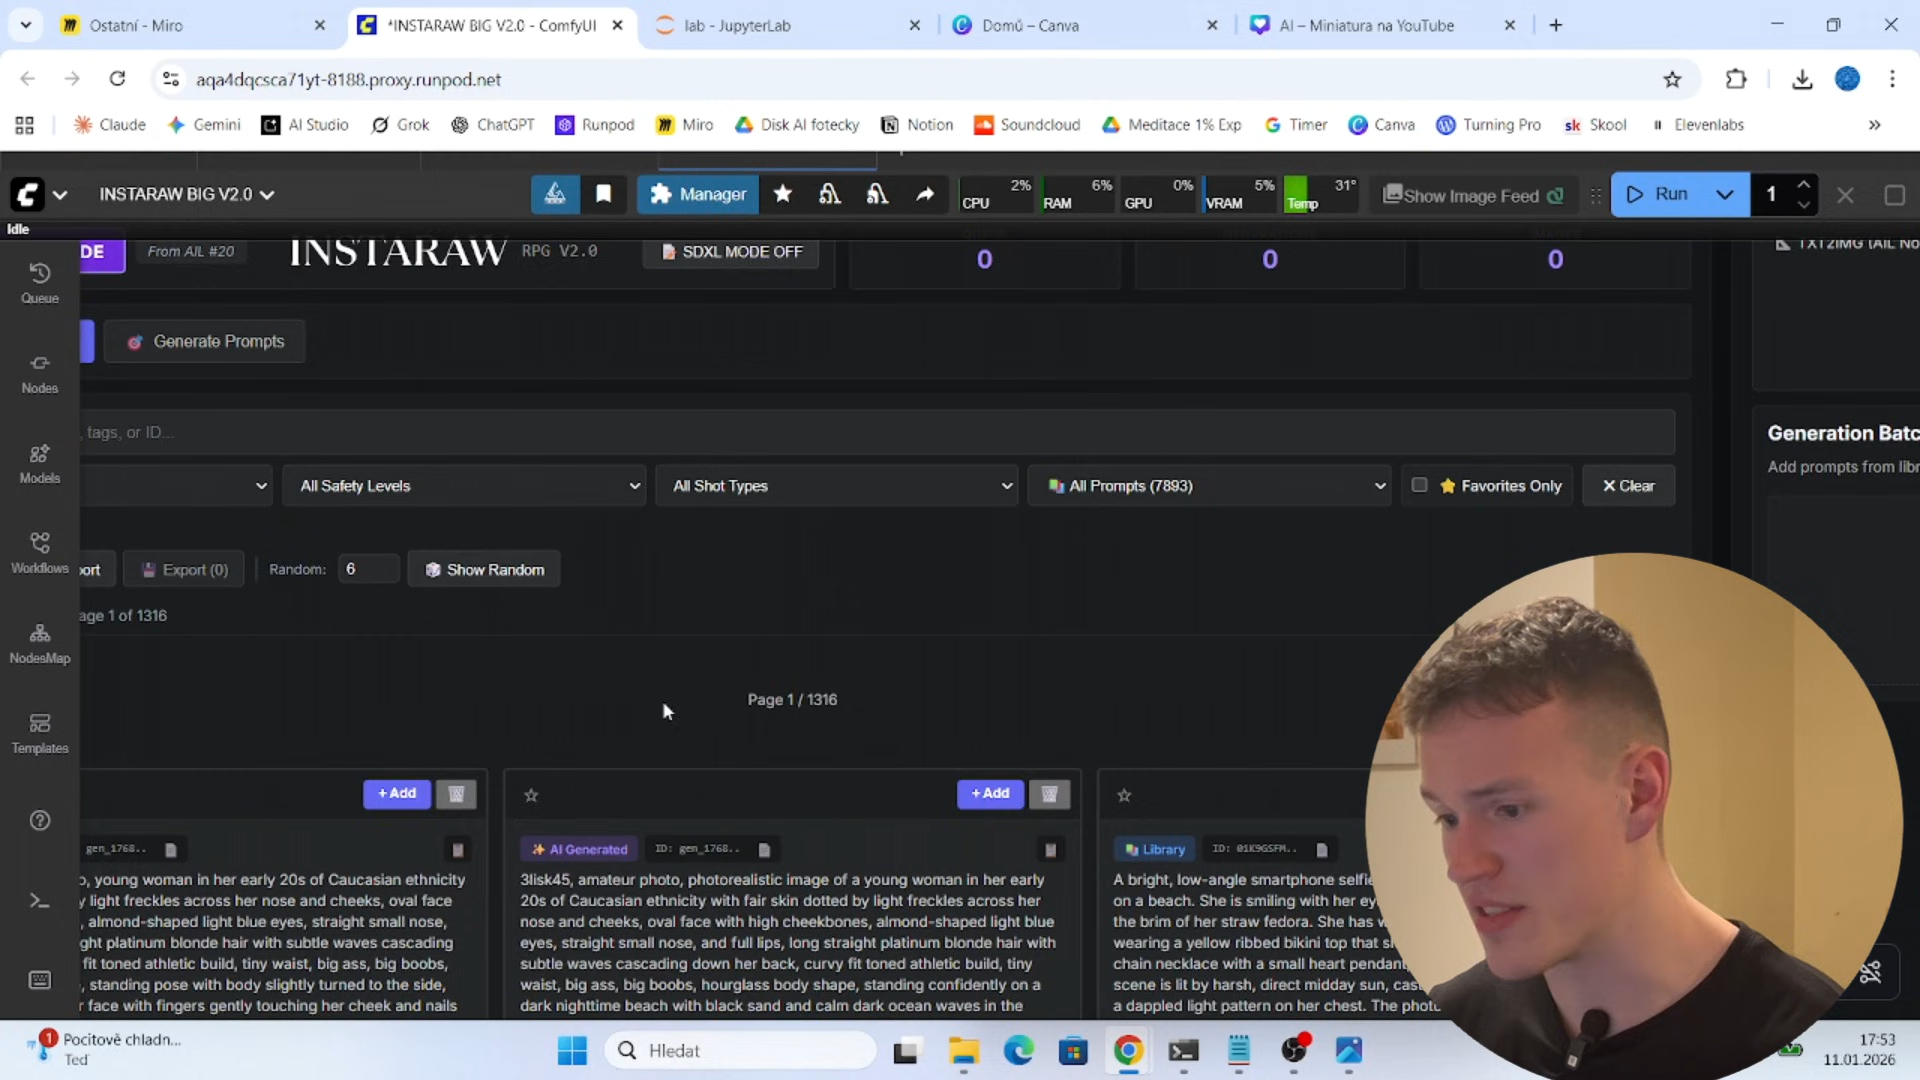 Ostatní - Miro
*INSTARAW BIG V2.0 - ComfyUI
lab - JupyterLab
Domů – Canva
AI – Miniatura na YouTube
aqa4dqcsca71yt-8188.proxy.runpod.net
Claude
Gemini
AI Studio
Grok
ChatGPT
Runpod
Miro
Disk AI fotecky
Notion
Soundcloud
Meditace 1% Exp
Timer
Canva
Turning Pro
Skool
Elevenlabs
INSTARAW BIG V2.0
Manager
CPU 2%
RAM 6%
GPU 0%
VRAM 5%
Temp 31°
Show Image Feed
Run
1
Idle
DE
From AIL #20
INSTARAW
RPG V2.0
SDXL MODE OFF
0
0
0
TXT2IMG (AIL No
Queue
Nodes
Models
Workflows
NodesMap
Templates
Generate Prompts
, tags, or ID...
All Safety Levels
All Shot Types
All Prompts (7893)
Favorites Only
X Clear
Generation Batc
Add prompts from libr
ort
Export (0)
Random:
6
Show Random
age 1 of 1316
Page 1 / 1316
+ Add
gen_1768..
o, young woman in her early 20s of Caucasian ethnicity
y light freckles across her nose and cheeks, oval face
, almond-shaped light blue eyes, straight small nose,
ght platinum blonde hair with subtle waves cascading
fit toned athletic build, tiny waist, big ass, big boobs,
, standing pose with body slightly turned to the side,
r face with fingers gently touching her cheek and nails
+ Add
AI Generated
ID: gen_1768..
3lisk45, amateur photo, photorealistic image of a young woman in her early
20s of Caucasian ethnicity with fair skin dotted by light freckles across her
nose and cheeks, oval face with high cheekbones, almond-shaped light blue
eyes, straight small nose, and full lips, long straight platinum blonde hair with
subtle waves cascading down her back, curvy fit toned athletic build, tiny
waist, big ass, big boobs, hourglass body shape, standing confidently on a
dark nighttime beach with black sand and calm dark ocean waves in the
Library
ID: 01K9GSFM..
A bright, low-angle smartphone selfie
on a beach. She is smiling with her ey
the brim of her straw fedora. She has w
wearing a yellow ribbed bikini top that s
chain necklace with a small heart pendant,
scene is lit by harsh, direct midday sun, cas
a dappled light pattern on her chest. The photo
1
Pocitově chladn...
Teď
Hledat
17:53
11.01.2026